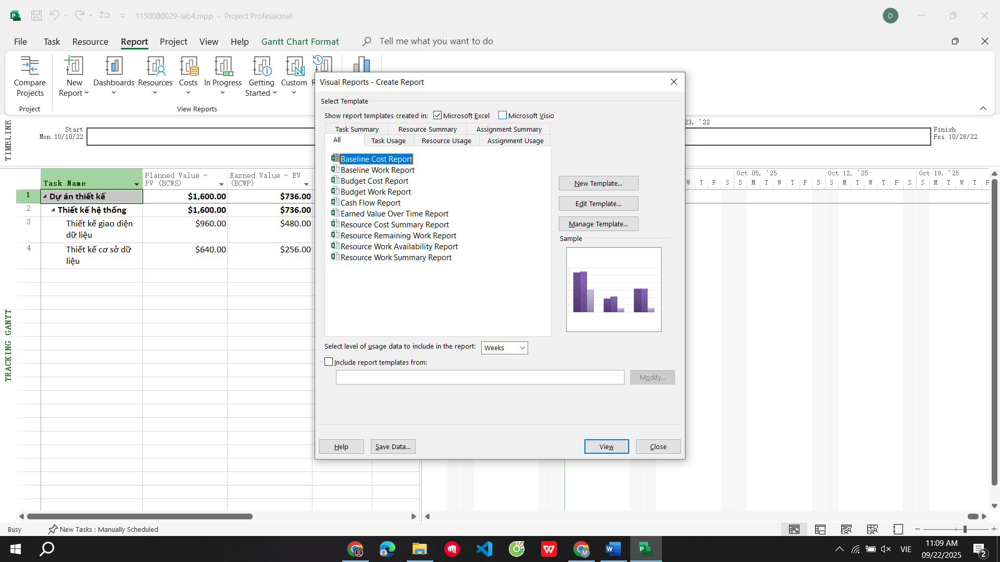 1150080029-lab4.mpp - Project Professional
D
File Task Resource Report Project View Help Gantt Chart Format Tell me what you want to do
Compare Projects
New Report
Dashboards
Resources
Costs
In Progress
Getting Started
Custom
R
Project
View Reports
Visual Reports - Create Report
Select Template
Show report templates created in: Microsoft Excel Microsoft Visio
Task Summary Resource Summary Assignment Summary
All Task Usage Resource Usage Assignment Usage
Baseline Cost Report
Baseline Work Report
Budget Cost Report
Budget Work Report
Cash Flow Report
Earned Value Over Time Report
Resource Cost Summary Report
Resource Remaining Work Report
Resource Work Availability Report
Resource Work Summary Report
New Template...
Edit Template...
Manage Template...
Sample
Select level of usage data to include in the report: Weeks
Include report templates from:
Modify...
Help Save Data... View Close
TIMELINE
Start
Mon 10/10/22
23, '22
Finish
Fri 10/28/22
TRACKING GANTT
Task Name
Planned Value - PV (BCWS)
Earned Value - EV (BCWP)
1 Dự án thiết kế $1,600.00 $736.00
2 Thiết kế hệ thống $1,600.00 $736.00
3 Thiết kế giao diện dữ liệu $960.00 $480.00
4 Thiết kế cơ sở dữ liệu $640.00 $256.00
Oct 05, '25 Oct 12, '25 Oct 19, '25
W T F S S M T W T F S S M T W T F S S M T W T F
Busy New Tasks : Manually Scheduled
VIE
11:09 AM
09/22/2025
2